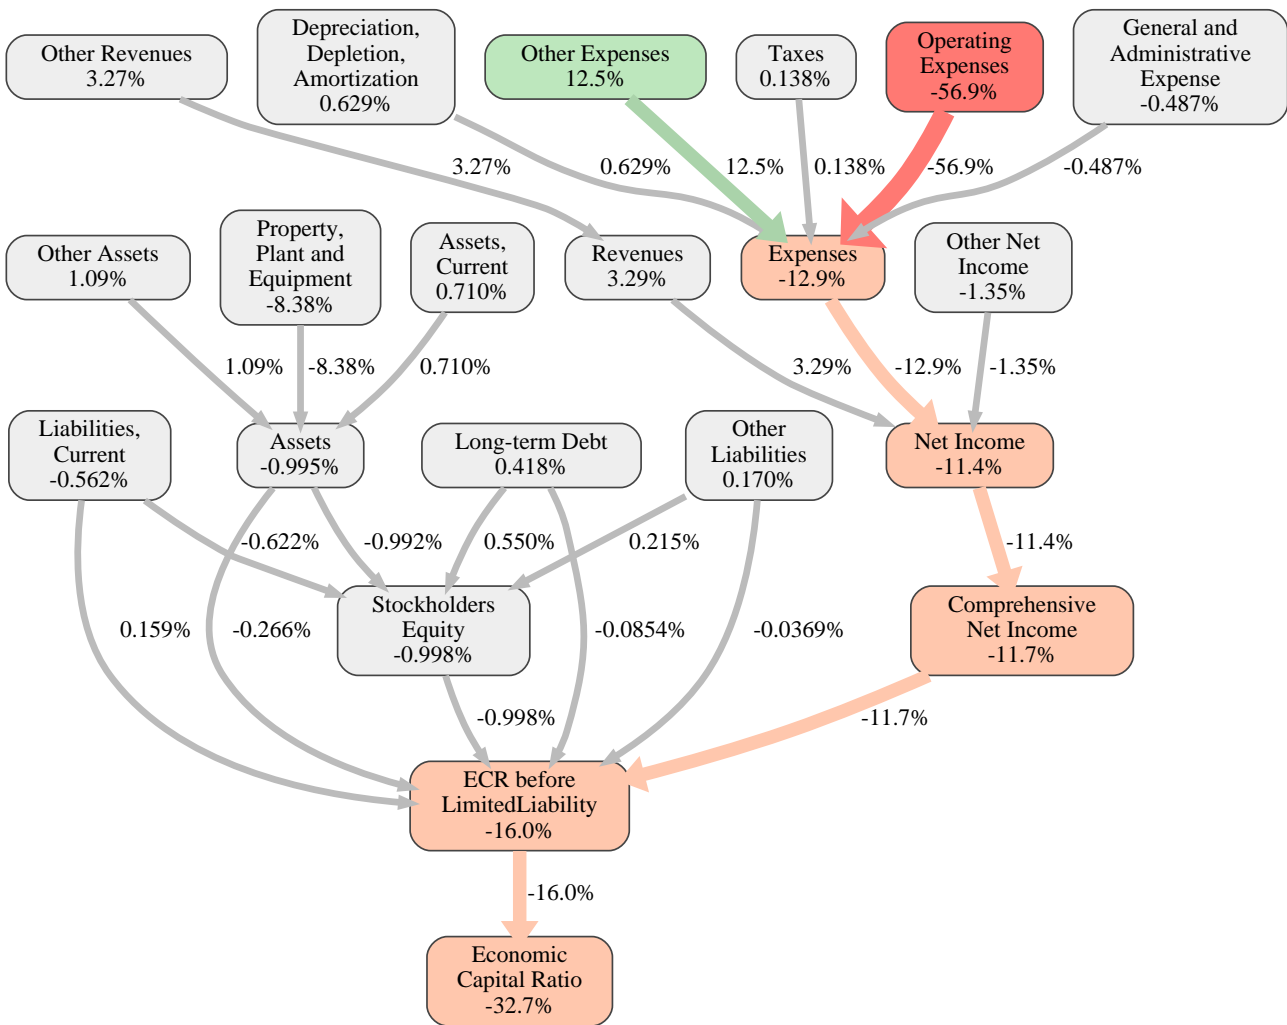 Other Revenues
3.27%
Depreciation,
Depletion,
Amortization
0.629%
Other Expenses
12.5%
Taxes
0.138%
Operating
Expenses
-56.9%
General and
Administrative
Expense
-0.487%
3.27%
0.629%
12.5%
0.138%
-56.9%
-0.487%
Other Assets
1.09%
Property,
Plant and
Equipment
-8.38%
Assets,
Current
0.710%
Revenues
3.29%
Expenses
-12.9%
Other Net
Income
-1.35%
1.09%
-8.38%
0.710%
3.29%
-12.9%
-1.35%
Liabilities,
Current
-0.562%
Assets
-0.995%
Long-term Debt
0.418%
Other
Liabilities
0.170%
Net Income
-11.4%
-0.622%
-0.992%
0.550%
0.215%
-11.4%
0.159%
-0.266%
Stockholders
Equity
-0.998%
-0.0854%
-0.0369%
Comprehensive
Net Income
-11.7%
-0.998%
-11.7%
ECR before
LimitedLiability
-16.0%
-16.0%
Economic
Capital Ratio
-32.7%